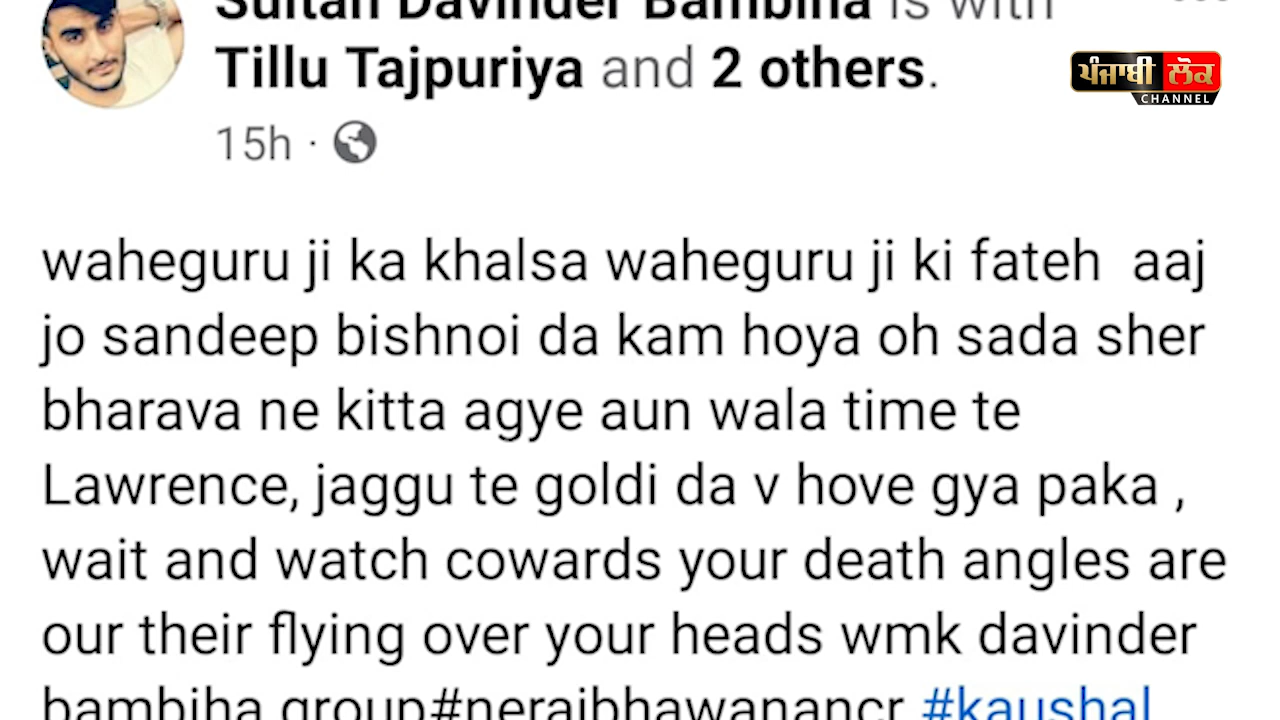 Sultan Davinder Bambiha is with
Tillu Tajpuriya and 2 others.
15h ·
ਪੰਜਾਬੀ ਲੋਕ
CHANNEL
waheguru ji ka khalsa waheguru ji ki fateh aaj
jo sandeep bishnoi da kam hoya oh sada sher
bharava ne kitta agye aun wala time te
Lawrence, jaggu te goldi da v hove gya paka ,
wait and watch cowards your death angles are
our their flying over your heads wmk davinder
bambiha group#nerajbhawanancr #kaushal